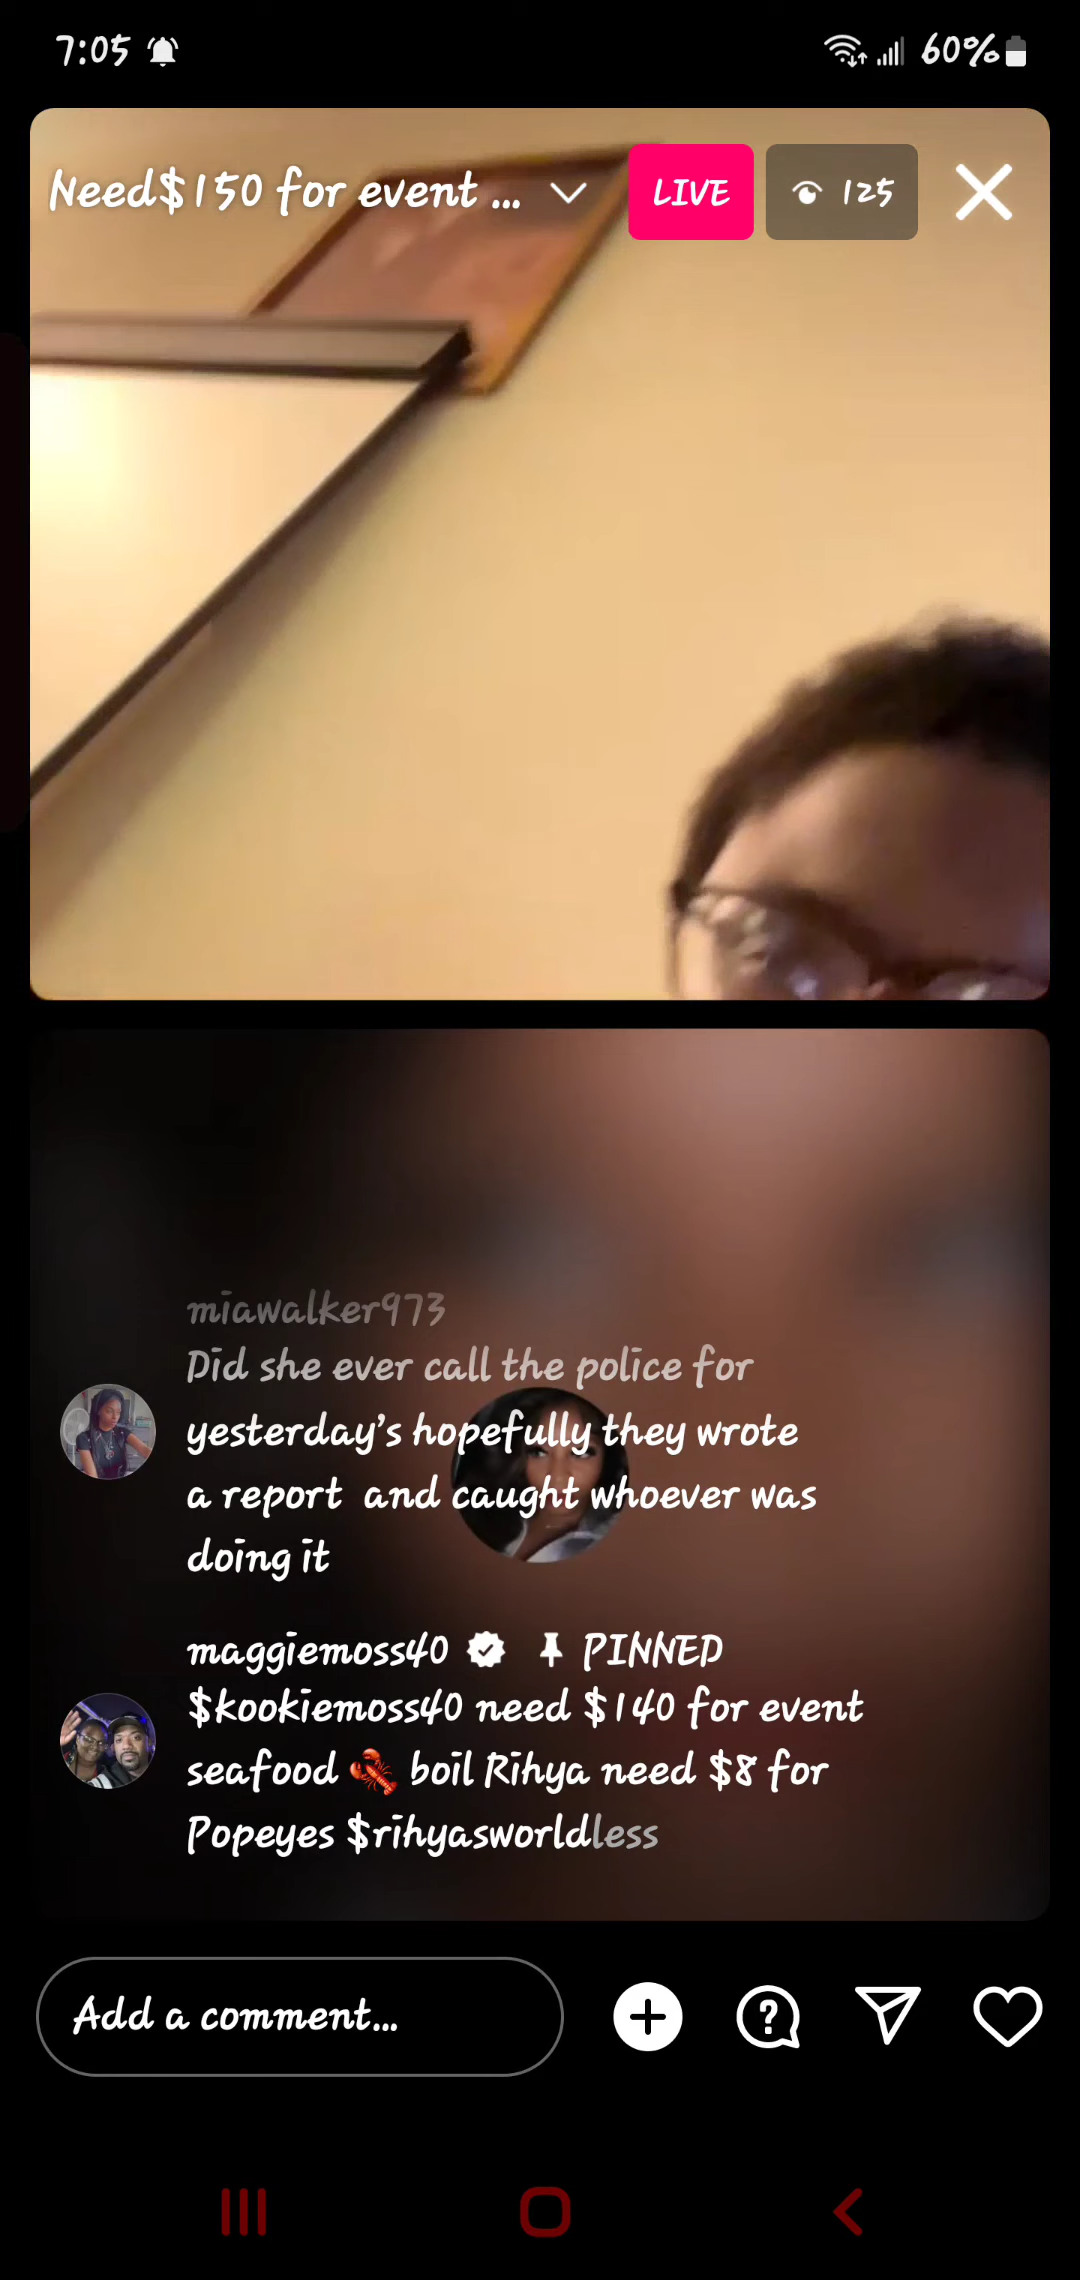 7:05 60%
Need$150 for event ... LIVE 125
miawalker973
Did she ever call the police for
yesterday's hopefully they wrote
a report and caught whoever was
doing it
maggiemoss40 PINNED
$kookiemoss40 need $140 for event
seafood 🦞 boil Rihya need $8 for
Popeyes $rihyasworldless
Add a comment...